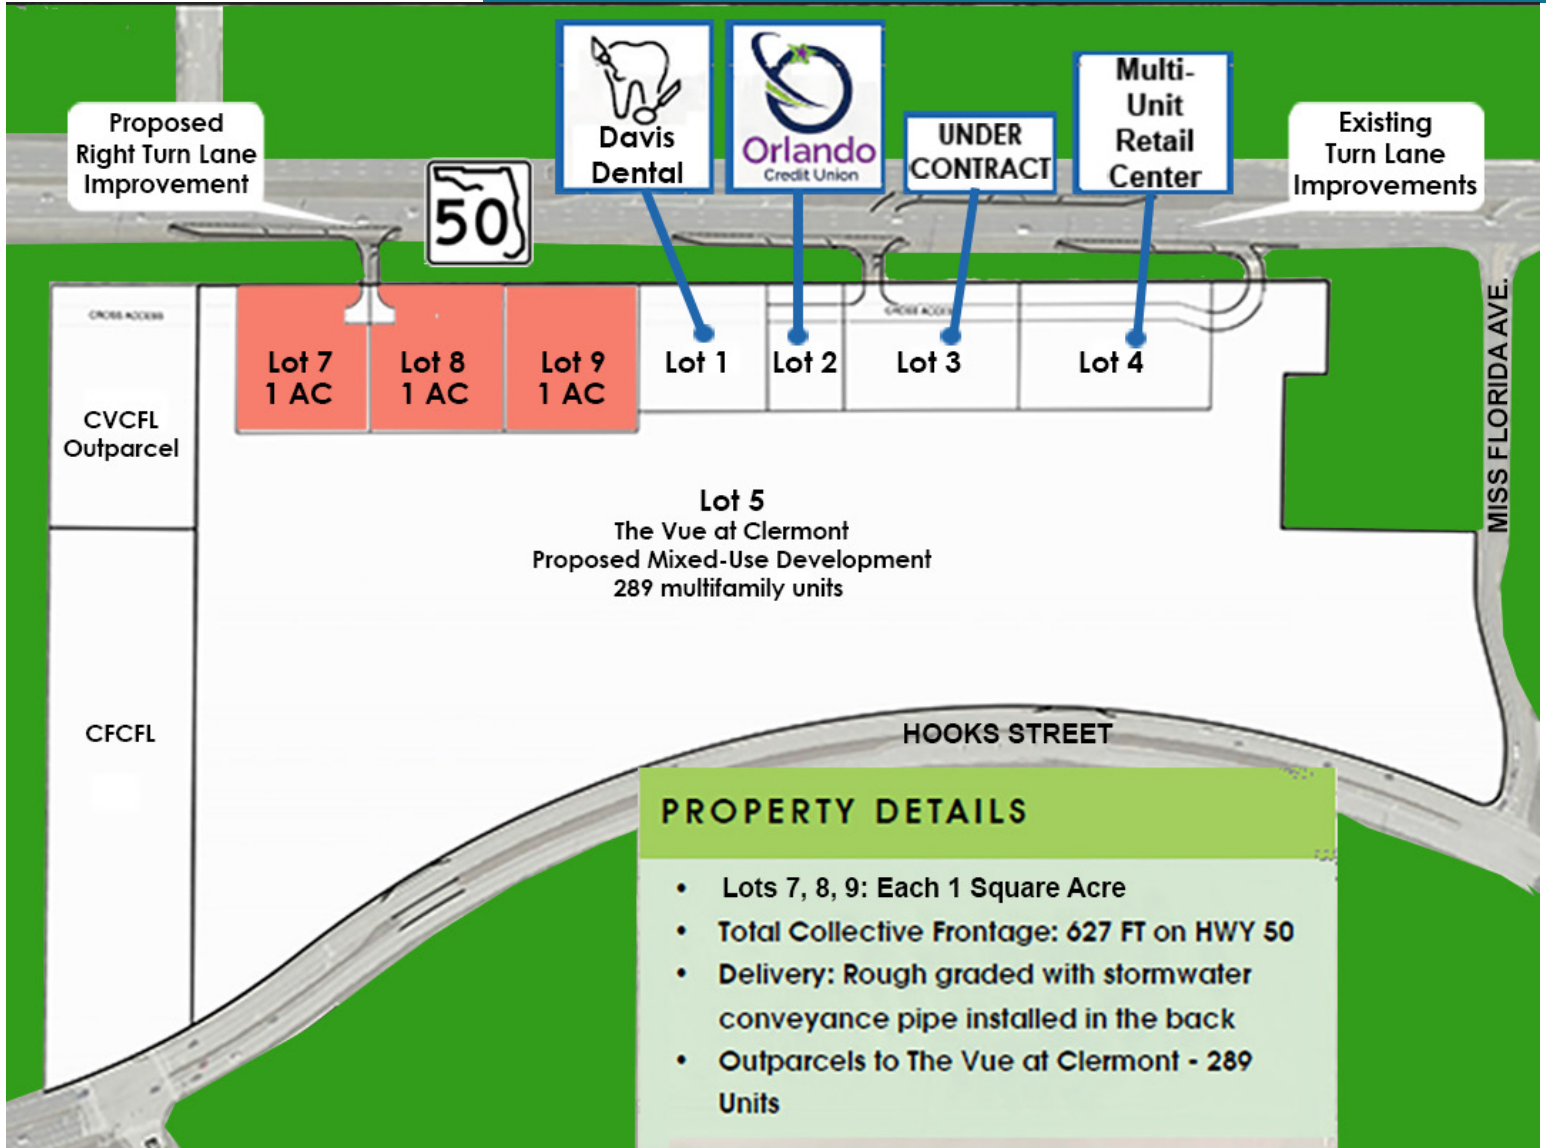 Proposed
Right Turn Lane
Improvement
50
Davis
Dental
Orlando
Credit Union
UNDER
CONTRACT
Multi-
Unit
Retail
Center
Existing
Turn Lane
Improvements
CROSS ACCESS
CROSS ACCESS
Lot 7
1 AC
Lot 8
1 AC
Lot 9
1 AC
Lot 1
Lot 2
Lot 3
Lot 4
CVCFL
Outparcel
MISS FLORIDA AVE.
Lot 5
The Vue at Clermont
Proposed Mixed-Use Development
289 multifamily units
CFCFL
HOOKS STREET
PROPERTY DETAILS
• Lots 7, 8, 9: Each 1 Square Acre
• Total Collective Frontage: 627 FT on HWY 50
• Delivery: Rough graded with stormwater
conveyance pipe installed in the back
• Outparcels to The Vue at Clermont - 289
Units